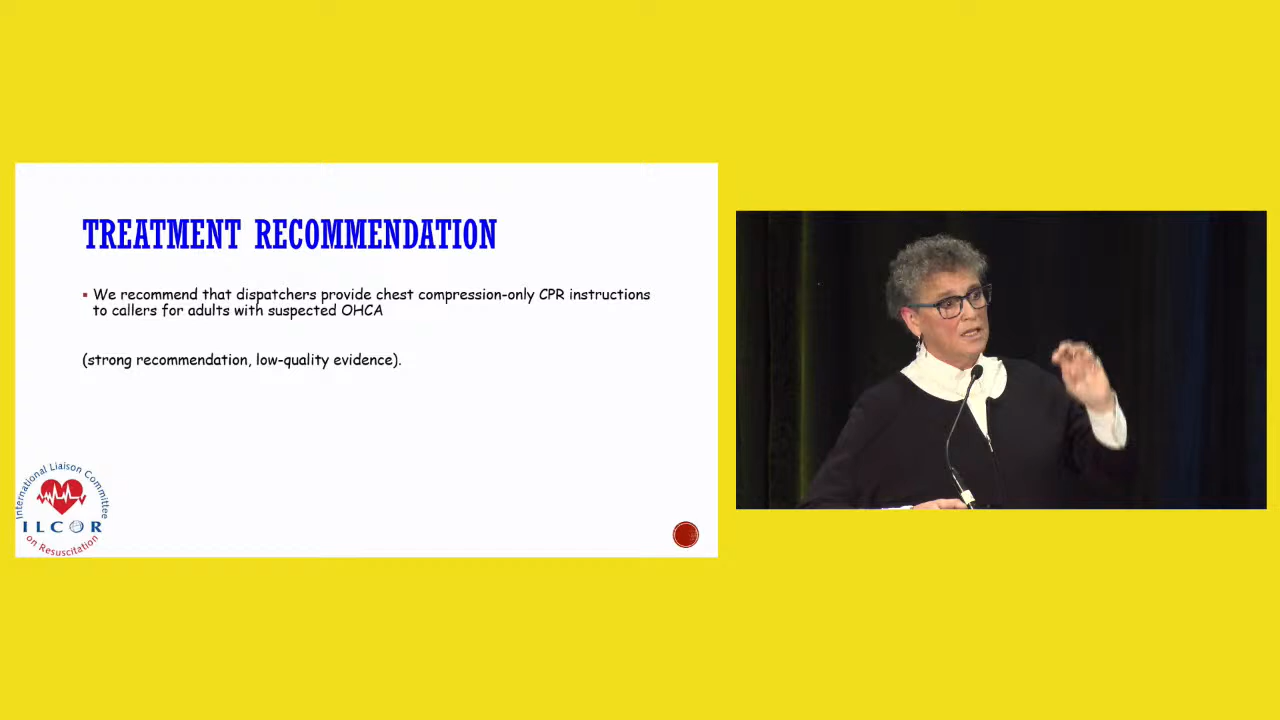 TREATMENT RECOMMENDATION
▪ We recommend that dispatchers provide chest compression-only CPR instructions
to callers for adults with suspected OHCA
(strong recommendation, low-quality evidence).
International Liaison Committee
ILCOR
on Resuscitation